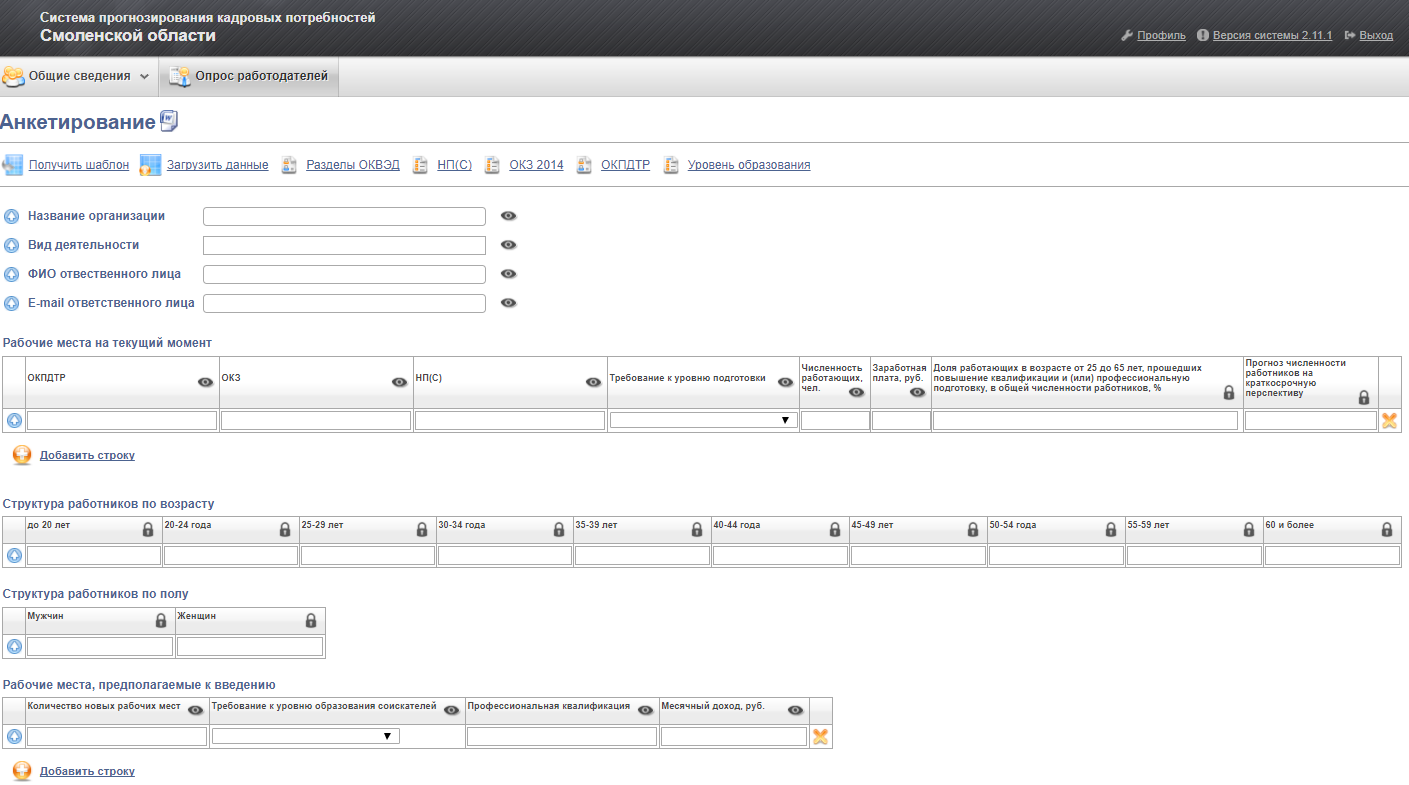 Система прогнозирования кадровых потребностей
Смоленской области
Профиль Версия системы 2.11.1 Выход
Общие сведения Опрос работодателей
Анкетирование
Получить шаблон Загрузить данные Разделы ОКВЭД НП(С) ОКЗ 2014 ОКПДТР Уровень образования
Название организации
Вид деятельности
ФИО отвественного лица
E-mail ответственного лица
Рабочие места на текущий момент
ОКПДТР
ОКЗ
НП(С)
Требование к уровню подготовки
Численность
работающих,
чел.
Заработная
плата, руб.
Доля работающих в возрасте от 25 до 65 лет, прошедших
повышение квалификации и (или) профессиональную
подготовку, в общей численности работников, %
Прогноз численности
работников на
краткосрочную
перспективу
Добавить строку
Структура работников по возрасту
до 20 лет 20-24 года 25-29 лет 30-34 года 35-39 лет 40-44 года 45-49 лет 50-54 года 55-59 лет 60 и более
Структура работников по полу
Мужчин Женщин
Рабочие места, предполагаемые к введению
Количество новых рабочих мест Требование к уровню образования соискателей Профессиональная квалификация Месячный доход, руб.
Добавить строку